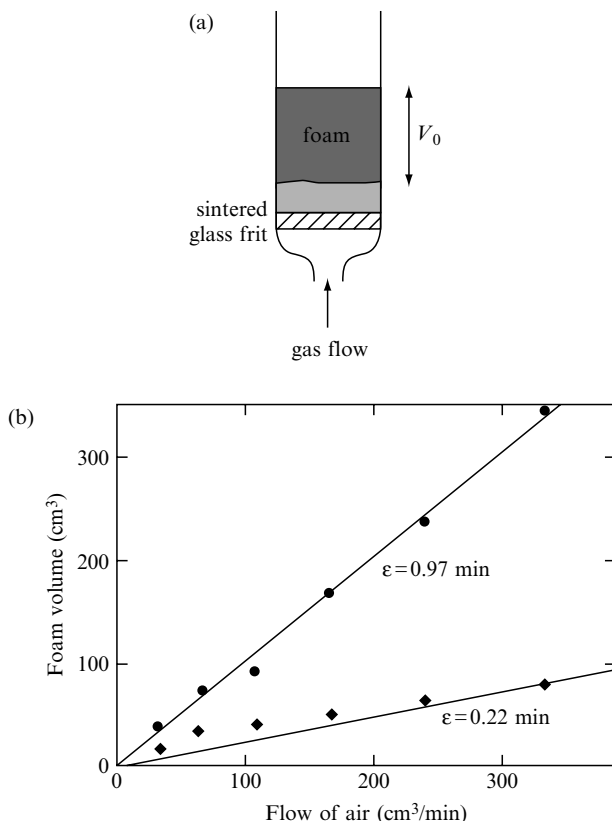 (a)
foam
V₀
sintered
glass frit
gas flow
(b)
Foam volume (cm³)
300
200
100
0
ε=0.97 min
ε=0.22 min
0 100 200 300
Flow of air (cm³/min)